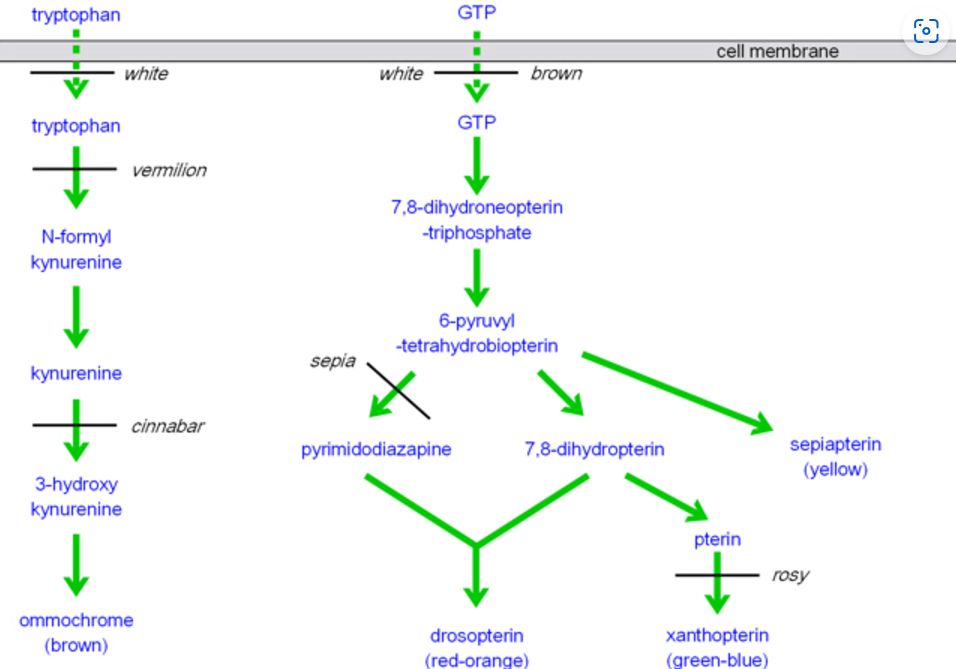 tryptophan
GTP
cell membrane
white
white
brown
tryptophan
GTP
vermilion
7,8-dihydroneopterin
-triphosphate
N-formyl
kynurenine
6-pyruvyl
-tetrahydrobiopterin
sepia
kynurenine
cinnabar
pyrimidodiazapine
7,8-dihydropterin
sepiapterin
(yellow)
3-hydroxy
kynurenine
pterin
rosy
ommochrome
(brown)
drosopterin
(red-orange)
xanthopterin
(green-blue)